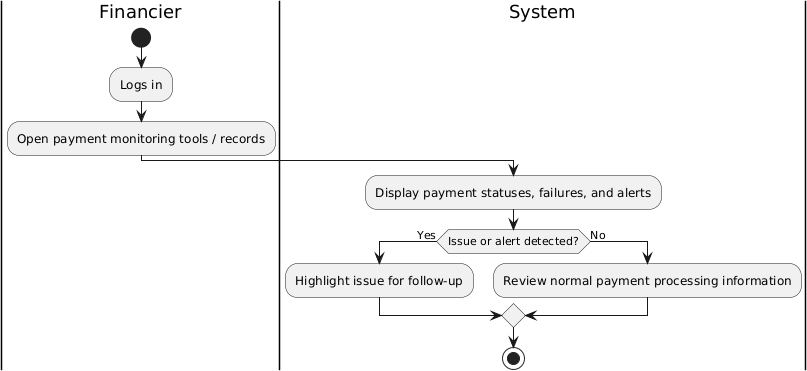 Financier
System
Logs in
Open payment monitoring tools / records
Display payment statuses, failures, and alerts
Yes
Issue or alert detected?
No
Highlight issue for follow-up
Review normal payment processing information